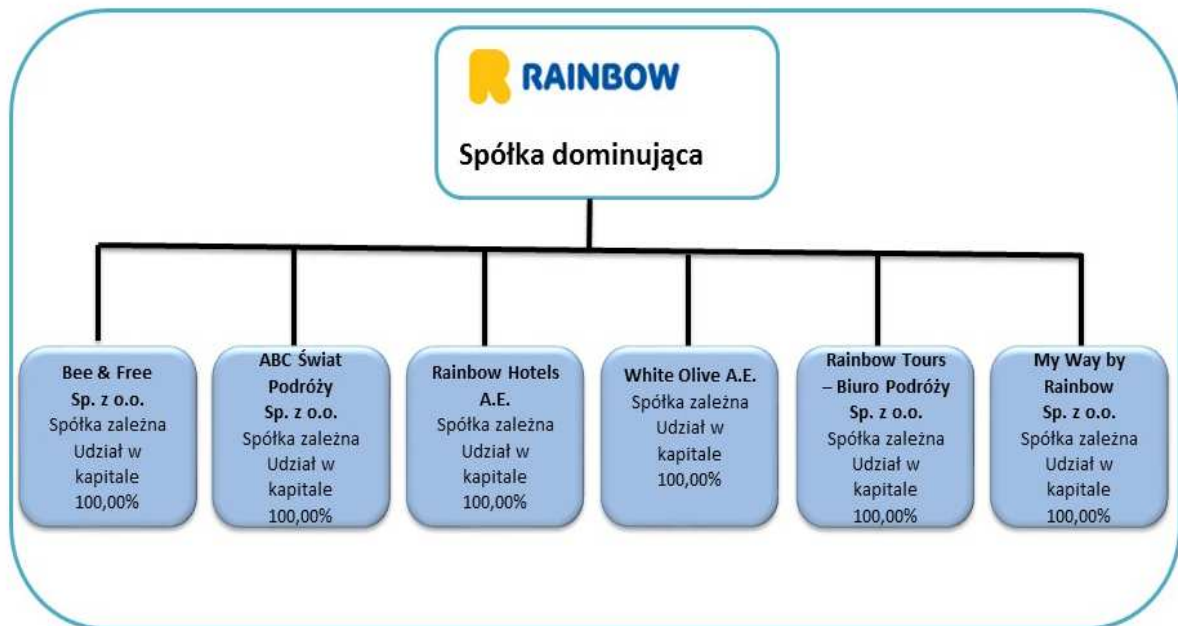 RAINBOW
Spółka dominująca
Bee & Free
Sp. z o.o.
Spółka zależna
Udział w
kapitale
100,00%
ABC Świat
Podróży
Sp. z o.o.
Spółka zależna
Udział w
kapitale
100,00%
Rainbow Hotels
A.E.
Spółka zależna
Udział w
kapitale
100,00%
White Olive A.E.
Spółka zależna
Udział w
kapitale
100,00%
Rainbow Tours
– Biuro Podróży
Sp. z o.o.
Spółka zależna
Udział w
kapitale
100,00%
My Way by
Rainbow
Sp. z o.o.
Spółka zależna
Udział w
kapitale
100,00%